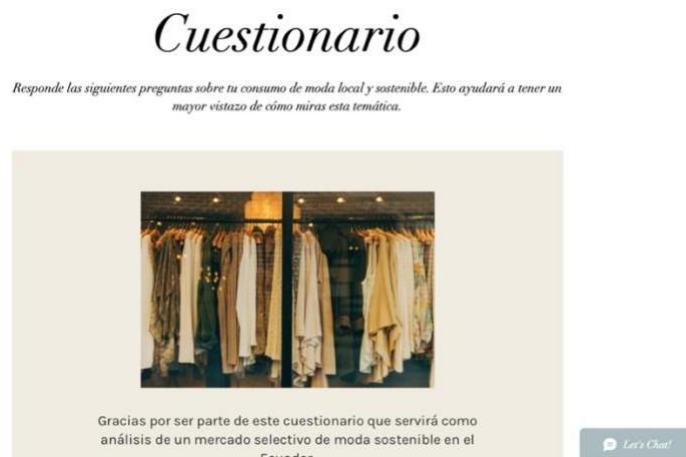 Cuestionario
Responde las siguientes preguntas sobre tu consumo de moda local y sostenible. Esto ayudará a tener un
mayor vistazo de cómo miras esta temática.
Gracias por ser parte de este cuestionario que servirá como
análisis de un mercado selectivo de moda sostenible en el
Let's Chat!